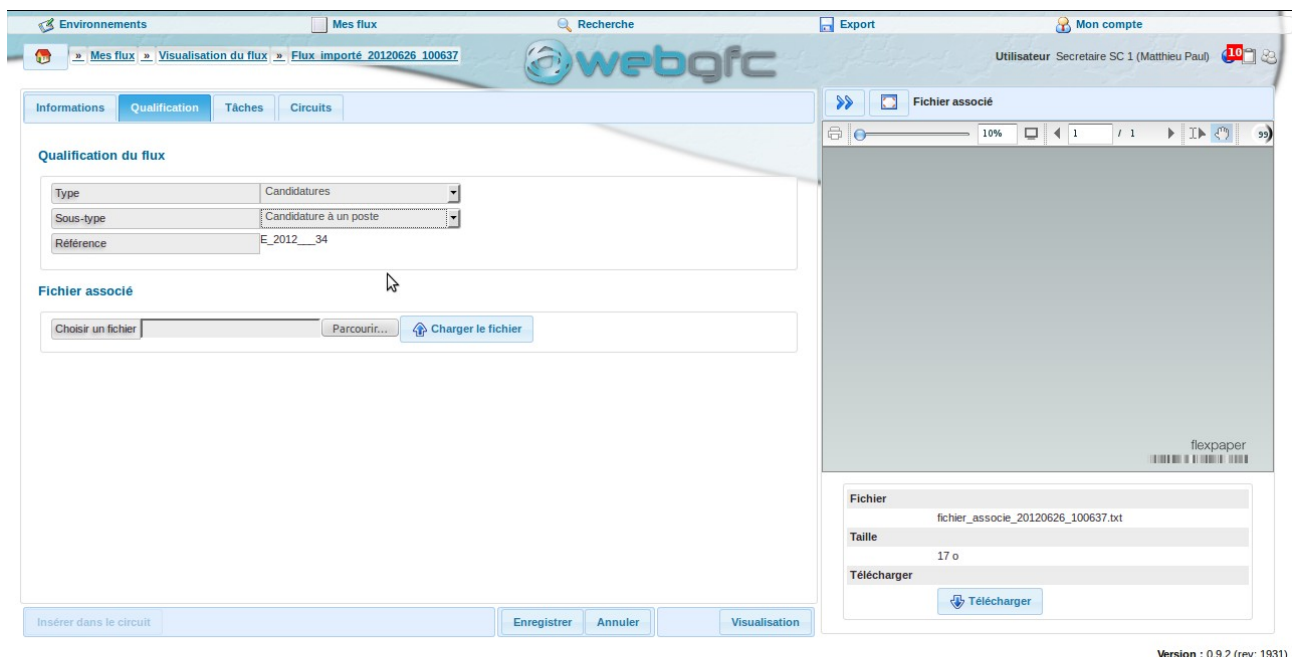 Environnements Mes flux Recherche Export Mon compte
» Mes flux » Visualisation du flux » Flux importé_20120626_100637
webgfc
Utilisateur Secretaire SC 1 (Matthieu Paul) 10
Informations Qualification Tâches Circuits
Fichier associé
10% 1 / 1 99
Qualification du flux
Type Candidatures
Sous-type Candidature à un poste
Référence E_2012___34
Fichier associé
Choisir un fichier Parcourir... Charger le fichier
flexpaper
Fichier
fichier_associe_20120626_100637.txt
Taille
17 o
Télécharger
Télécharger
Insérer dans le circuit Enregistrer Annuler Visualisation
Version : 0.9.2 (rev: 1931)